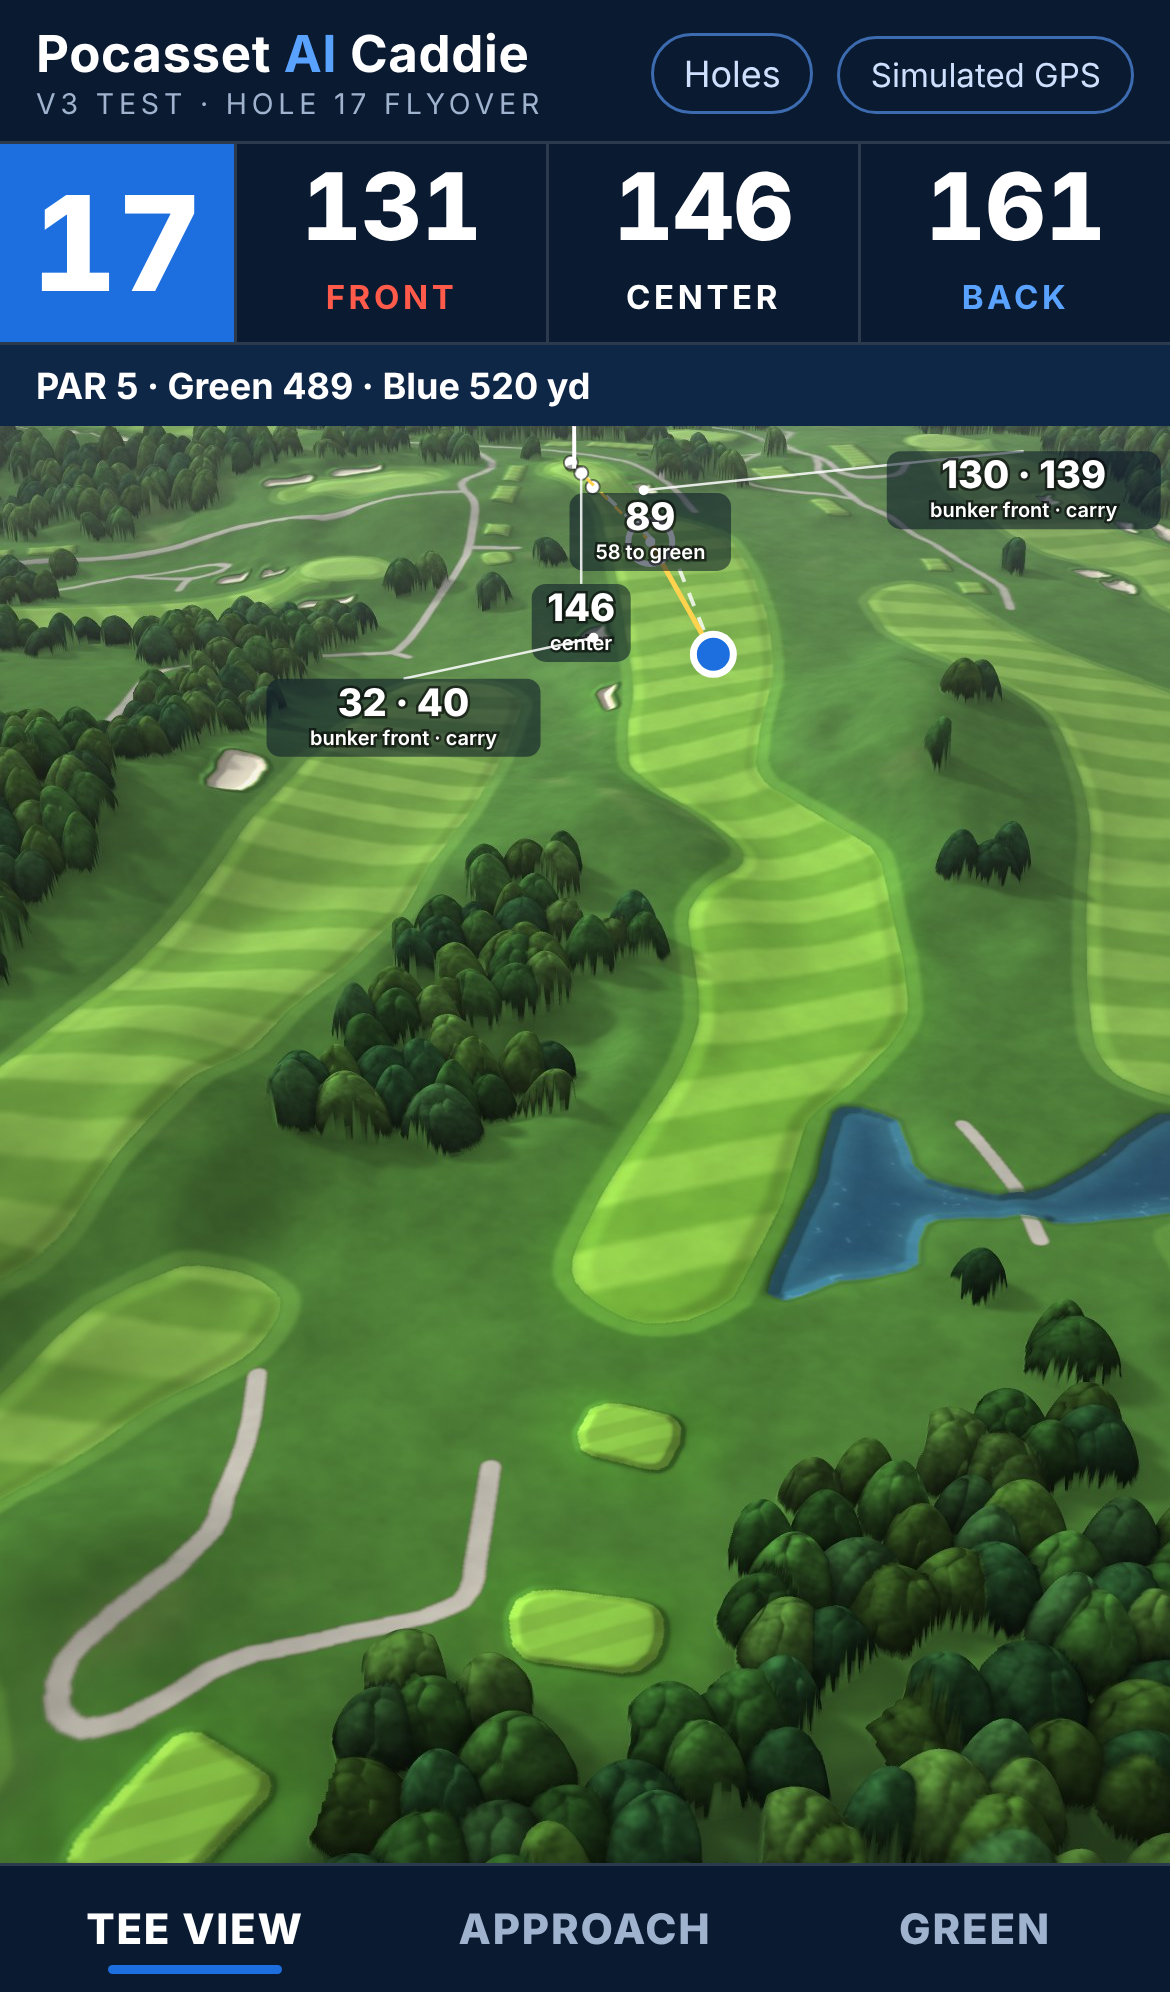 Pocasset AI Caddie
V3 TEST · HOLE 17 FLYOVER
Holes
Simulated GPS
17
131
FRONT
146
CENTER
161
BACK
PAR 5 · Green 489 · Blue 520 yd
130 · 139
bunker front · carry
89
58 to green
146
center
32 · 40
bunker front · carry
TEE VIEW
APPROACH
GREEN